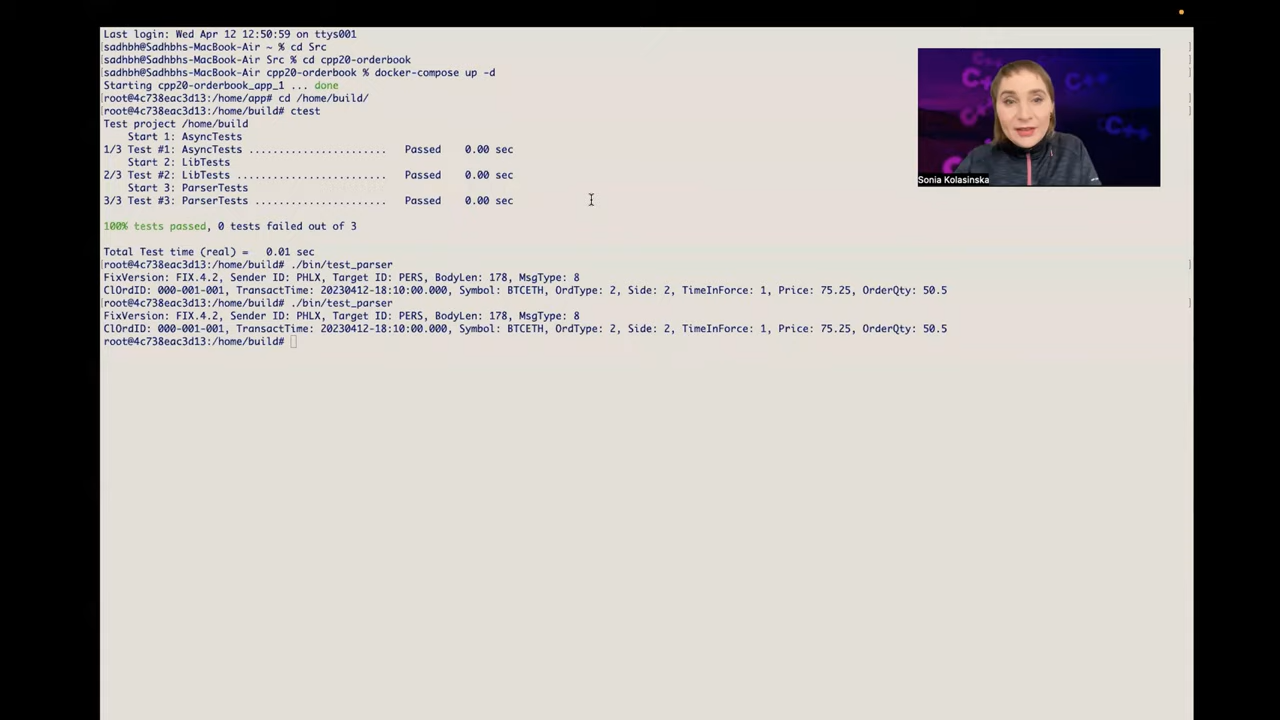 Last login: Wed Apr 12 12:50:59 on ttys001
[sadhbh@Sadhbhs-MacBook-Air ~ % cd Src
[sadhbh@Sadhbhs-MacBook-Air Src % cd cpp20-orderbook
[sadhbh@Sadhbhs-MacBook-Air cpp20-orderbook % docker-compose up -d
Starting cpp20-orderbook_app_1 ... done
[root@4c738eac3d13:/home/app# cd /home/build/
[root@4c738eac3d13:/home/build# ctest
Test project /home/build
Start 1: AsyncTests
1/3 Test #1: AsyncTests ....................... Passed 0.00 sec
Start 2: LibTests
2/3 Test #2: LibTests ......................... Passed 0.00 sec
Start 3: ParserTests
3/3 Test #3: ParserTests ...................... Passed 0.00 sec
100% tests passed, 0 tests failed out of 3
Total Test time (real) = 0.01 sec
[root@4c738eac3d13:/home/build# ./bin/test_parser
FixVersion: FIX.4.2, Sender ID: PHLX, Target ID: PERS, BodyLen: 178, MsgType: 8
ClOrdID: 000-001-001, TransactTime: 20230412-18:10:00.000, Symbol: BTCETH, OrdType: 2, Side: 2, TimeInForce: 1, Price: 75.25, OrderQty: 50.5
[root@4c738eac3d13:/home/build# ./bin/test_parser
FixVersion: FIX.4.2, Sender ID: PHLX, Target ID: PERS, BodyLen: 178, MsgType: 8
ClOrdID: 000-001-001, TransactTime: 20230412-18:10:00.000, Symbol: BTCETH, OrdType: 2, Side: 2, TimeInForce: 1, Price: 75.25, OrderQty: 50.5
root@4c738eac3d13:/home/build#
C++
Sonia Kolasinska